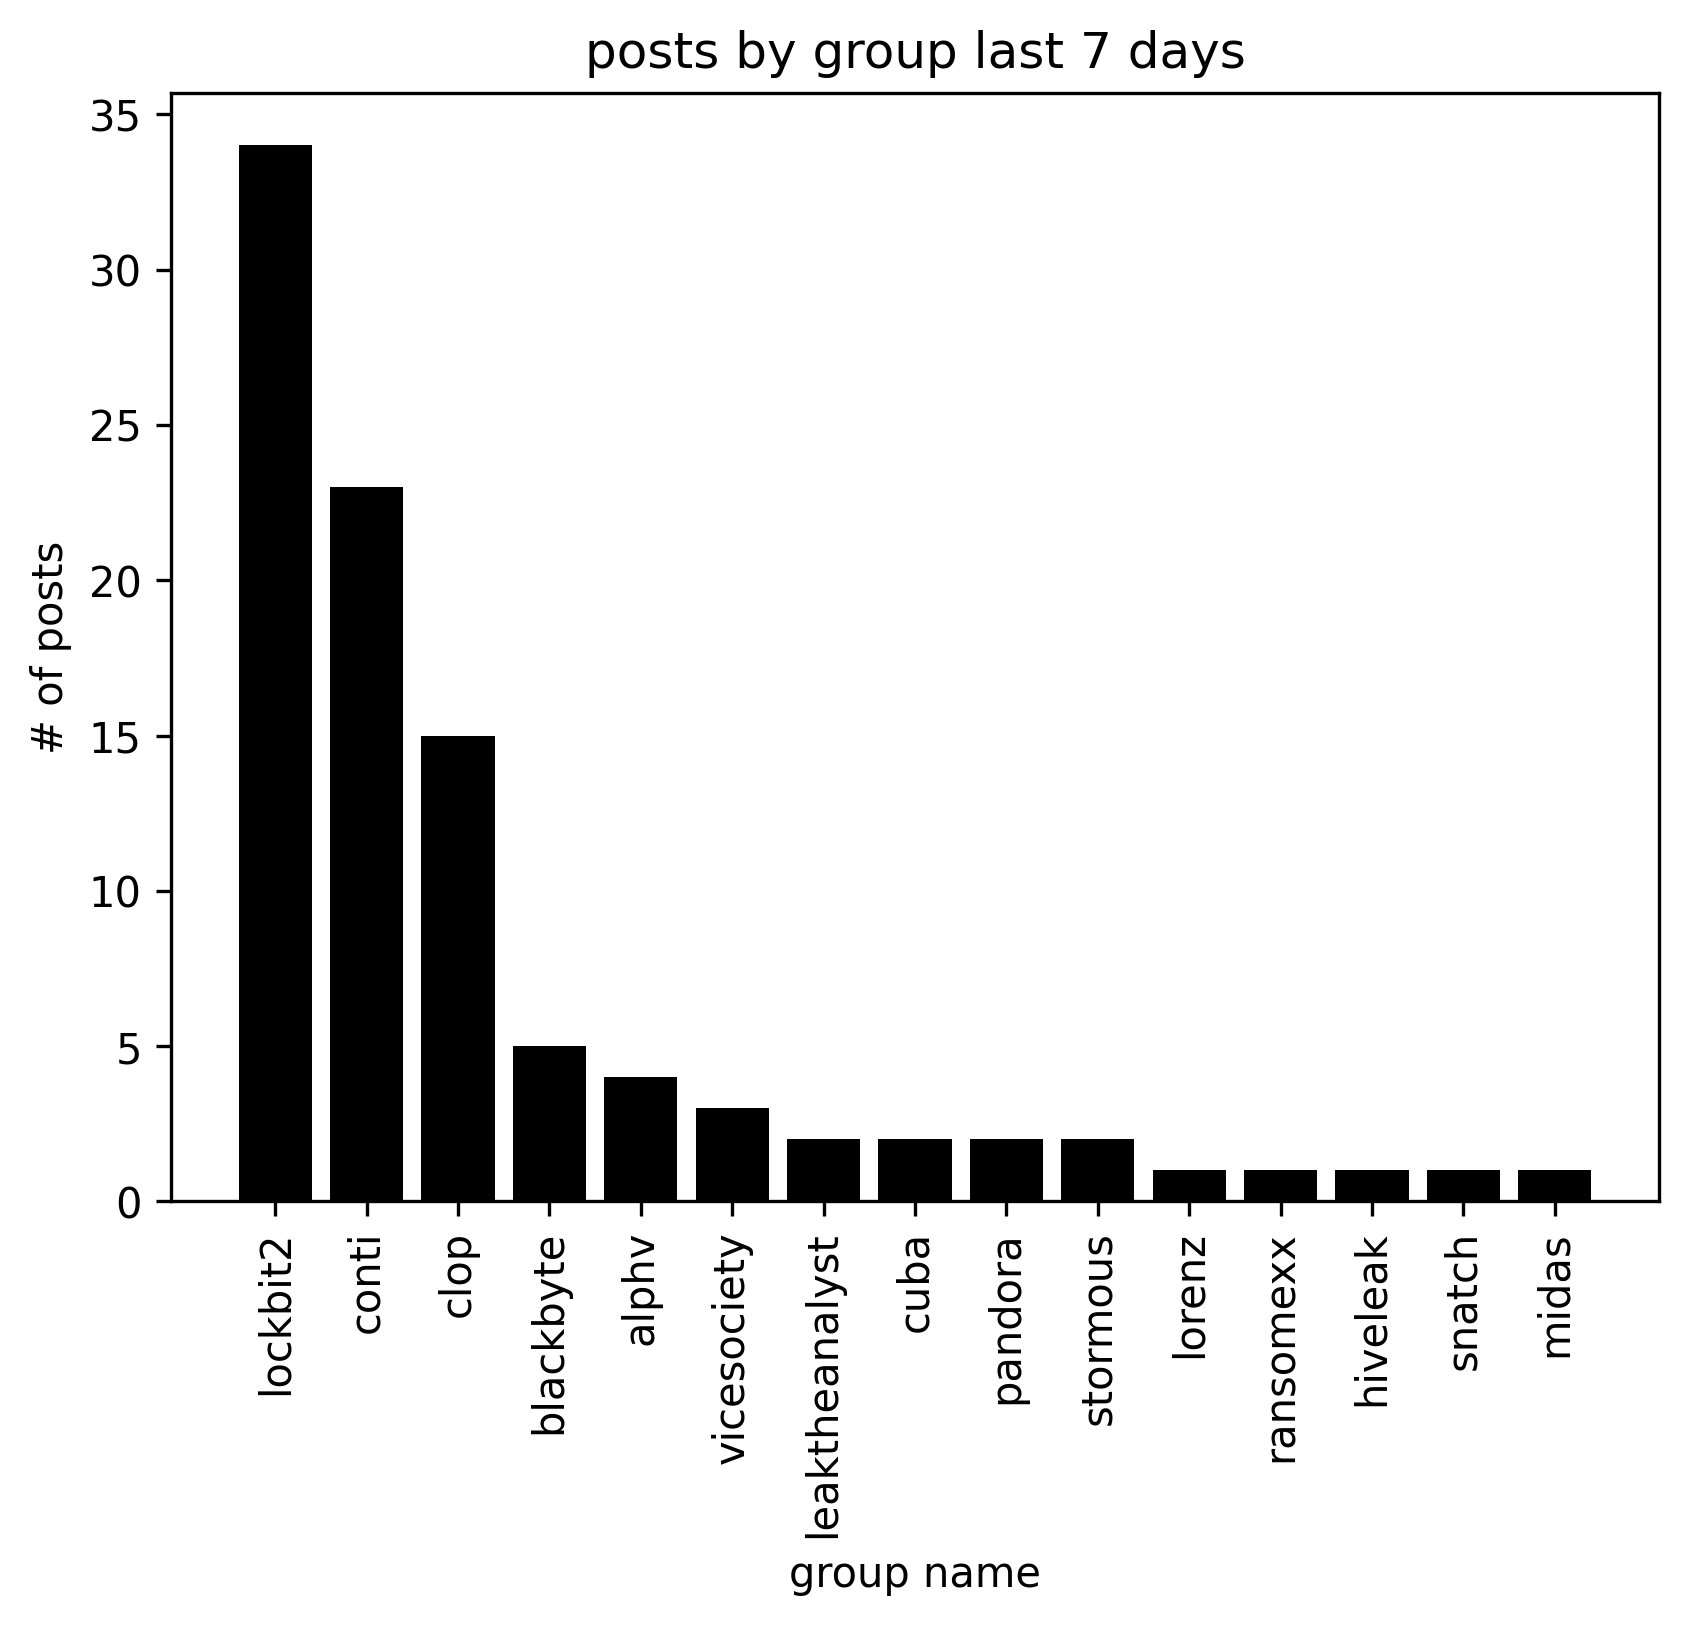 posts by group last 7 days
35
30
25
20
15
10
5
0
# of posts
lockbit2
conti
clop
blackbyte
alphv
vicesociety
leaktheanalyst
cuba
pandora
stormous
lorenz
ransomexx
hiveleak
snatch
midas
group name